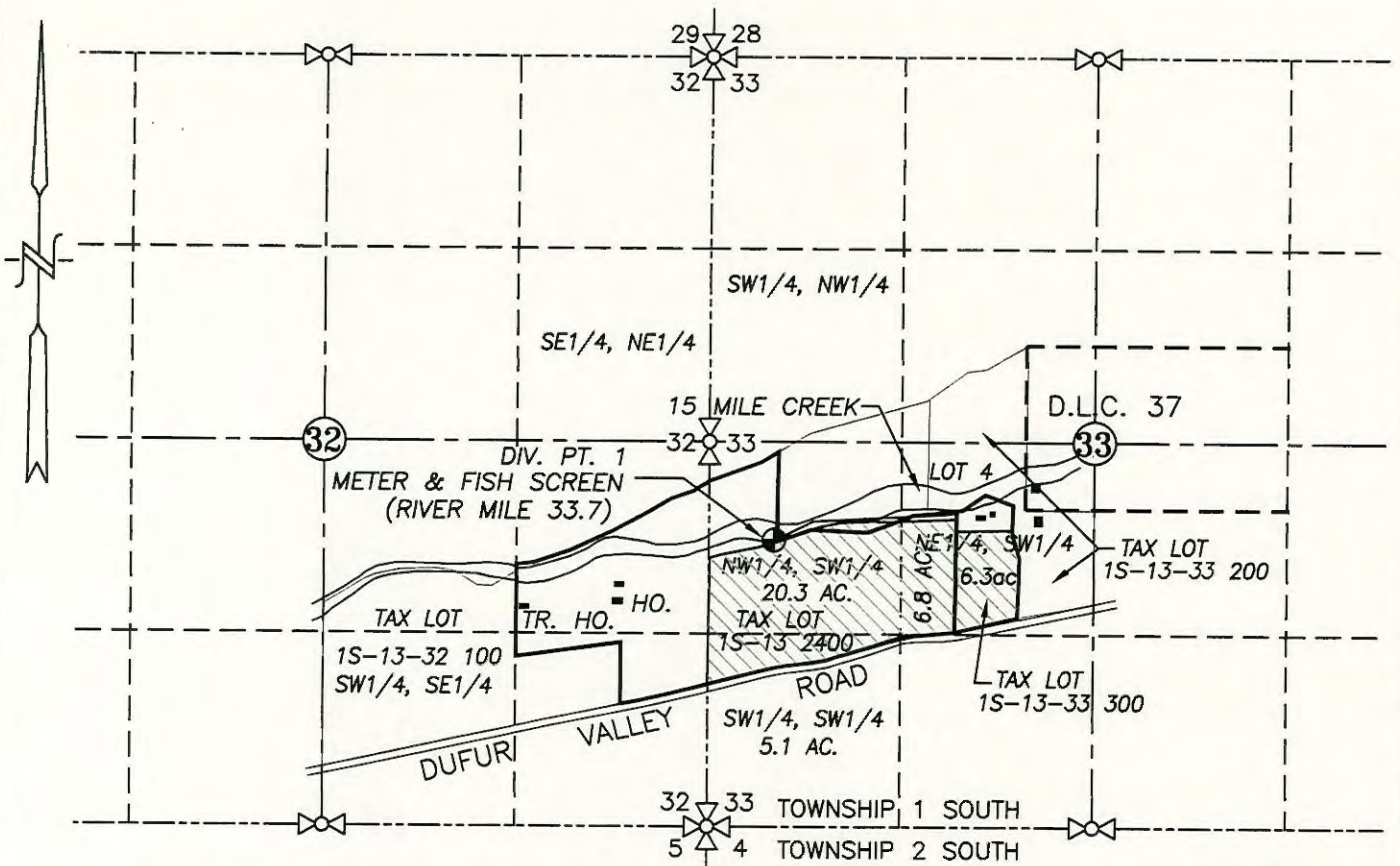 29 28
32 33
N
SW1/4, NW1/4
SE1/4, NE1/4
15 MILE CREEK
D.L.C. 37
32
32 33
33
DIV. PT. 1
METER & FISH SCREEN
(RIVER MILE 33.7)
LOT 4
NE1/4, SW1/4
6.3ac
TAX LOT
1S-13-33 200
NW1/4, SW1/4
20.3 AC.
6.8 AC.
TAX LOT
1S-13 2400
HO.
TR. HO.
TAX LOT
1S-13-32 100
SW1/4, SE1/4
TAX LOT
1S-13-33 300
DUFUR VALLEY ROAD
SW1/4, SW1/4
5.1 AC.
32 33 TOWNSHIP 1 SOUTH
5 4 TOWNSHIP 2 SOUTH